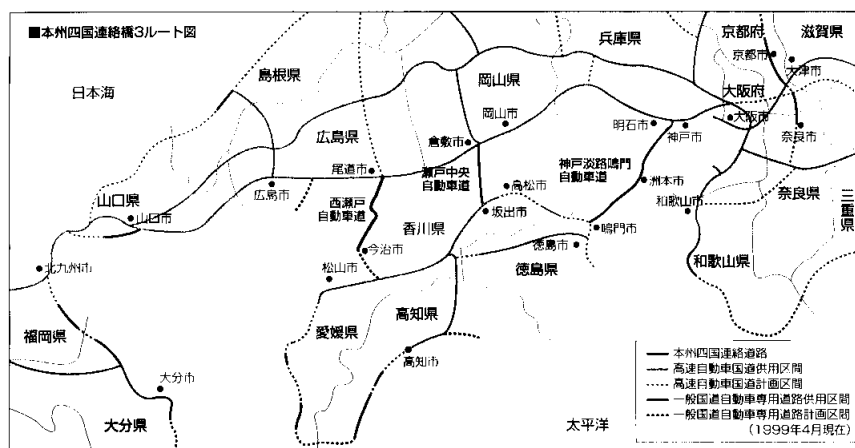 ■本州四国連絡橋3ルート図
兵庫県
京都府
滋賀県
京都市
大津市
島根県
日本海
岡山県
大阪府
岡山市
大阪市
広島県
明石市
神戸市
奈良市
倉敷市
尾道市
瀬戸中央
自動車道
神戸淡路鳴門
自動車道
高松市
洲本市
奈良県
広島市
山口県
山口市
西瀬戸
自動車道
香川県
坂出市
和歌山市
三重県
鳴門市
徳島市
今治市
徳島県
和歌山県
北九州市
松山市
福岡県
愛媛県
高知県
高知市
大分市
大分県
太平洋
本州四国連絡道路
高速自動車国道供用区間
高速自動車国道計画区間
一般国道自動車専用道路供用区間
一般国道自動車専用道路計画区間
(1999年4月現在)